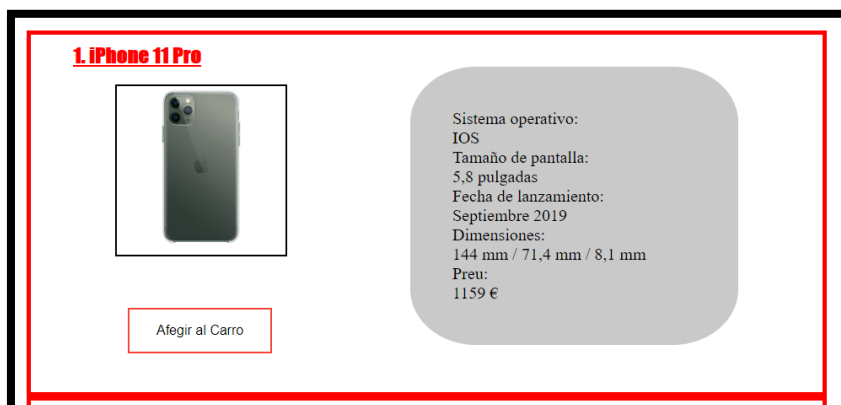 1. iPhone 11 Pro
Sistema operativo:
IOS
Tamaño de pantalla:
5,8 pulgadas
Fecha de lanzamiento:
Septiembre 2019
Dimensiones:
144 mm / 71,4 mm / 8,1 mm
Preu:
1159 €
Afegir al Carro